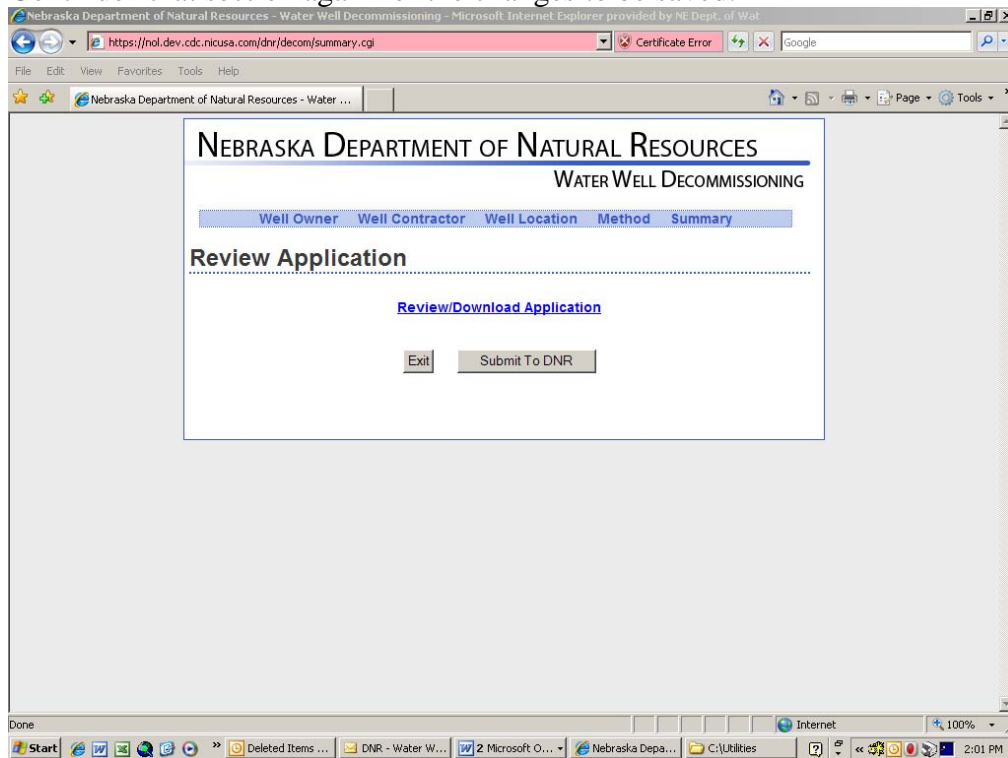 Nebraska Department of Natural Resources - Water Well Decommissioning - Microsoft Internet Explorer provided by NE Dept. of Wat
https://nol.dev.cdc.nicusa.com/dnr/decom/summary.cgi Certificate Error Google
File Edit View Favorites Tools Help
Nebraska Department of Natural Resources - Water ... Page Tools
NEBRASKA DEPARTMENT OF NATURAL RESOURCES
WATER WELL DECOMMISSIONING
Well Owner Well Contractor Well Location Method Summary
Review Application
Review/Download Application
Exit Submit To DNR
Done Internet 100%
Start Deleted Items ... DNR - Water W... 2 Microsoft O... Nebraska Depa... C:\Utilities 2:01 PM